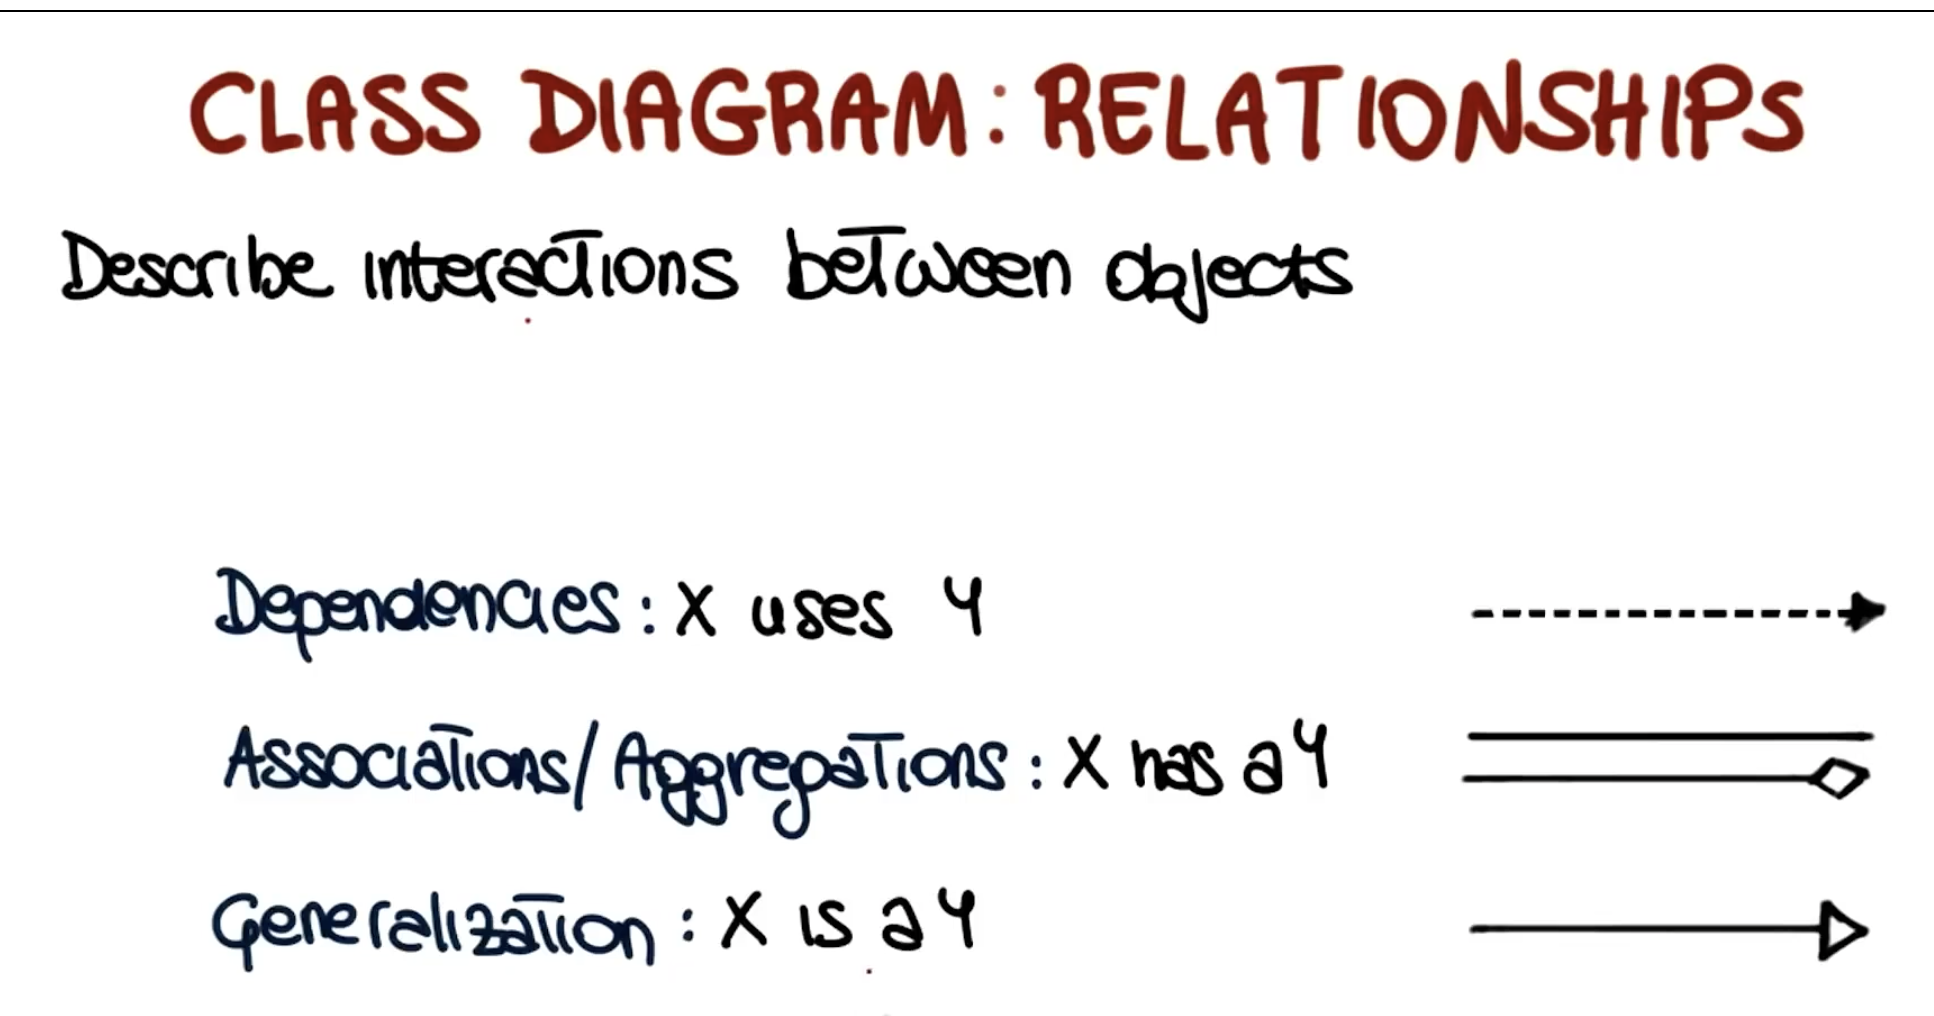 CLASS DIAGRAM: RELATIONSHIPS
Describe interactions between objects
Dependencies: X uses Y
Associations/Aggregations: X has a Y
Generalization: X is a Y